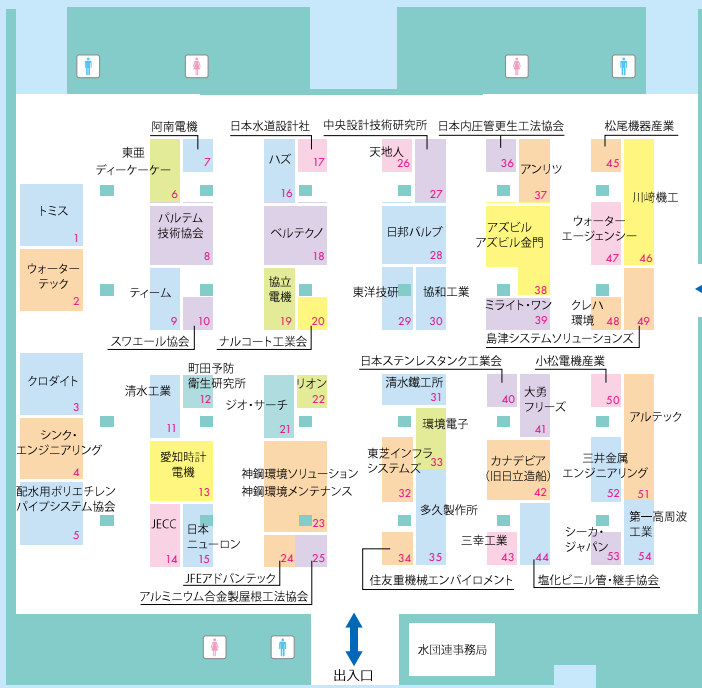 阿南電機
日本水道設計社
中央設計技術研究所
日本内圧管更生工法協会
松尾機器産業
東亜
ディーケーケー
6
7
ハズ
16
17
天地人
26
27
36
アンリツ
37
45
川﨑機工
46
トミス
1
パルテム
技術協会
8
ベルテクノ
18
日邦バルブ
28
アズビル
アズビル金門
38
ウォーター
エージェンシー
47
ウォーター
テック
2
ティーム
9
10
協立
電機
19
20
東洋技研
29
協和工業
30
ミライト・ワン
39
クレハ
環境
48
49
スワエール協会
ナルコート工業会
島津システムソリューションズ
日本ステンレスタンク工業会
小松電機産業
クロダイト
3
清水工業
11
町田予防
衛生研究所
12
ジオ・サーチ
21
リオン
22
清水鐵工所
31
環境電子
33
40
大勇
フリーズ
41
50
アルテック
51
シンク・
エンジニアリング
4
愛知時計
電機
13
神鋼環境ソリューション
神鋼環境メンテナンス
23
東芝インフラ
システムズ
32
カナデビア
(旧日立造船)
42
三井金属
エンジニアリング
52
配水用ポリエチレン
パイプシステム協会
5
JECC
14
日本
ニューロン
15
24
25
34
多久製作所
35
三幸工業
43
44
シーカ・
ジャパン
53
第一高周波
工業
54
JFEアドバンテック
アルミニウム合金製屋根工法協会
住友重機械エンバイロメント
塩化ビニル管・継手協会
出入口
水団連事務局